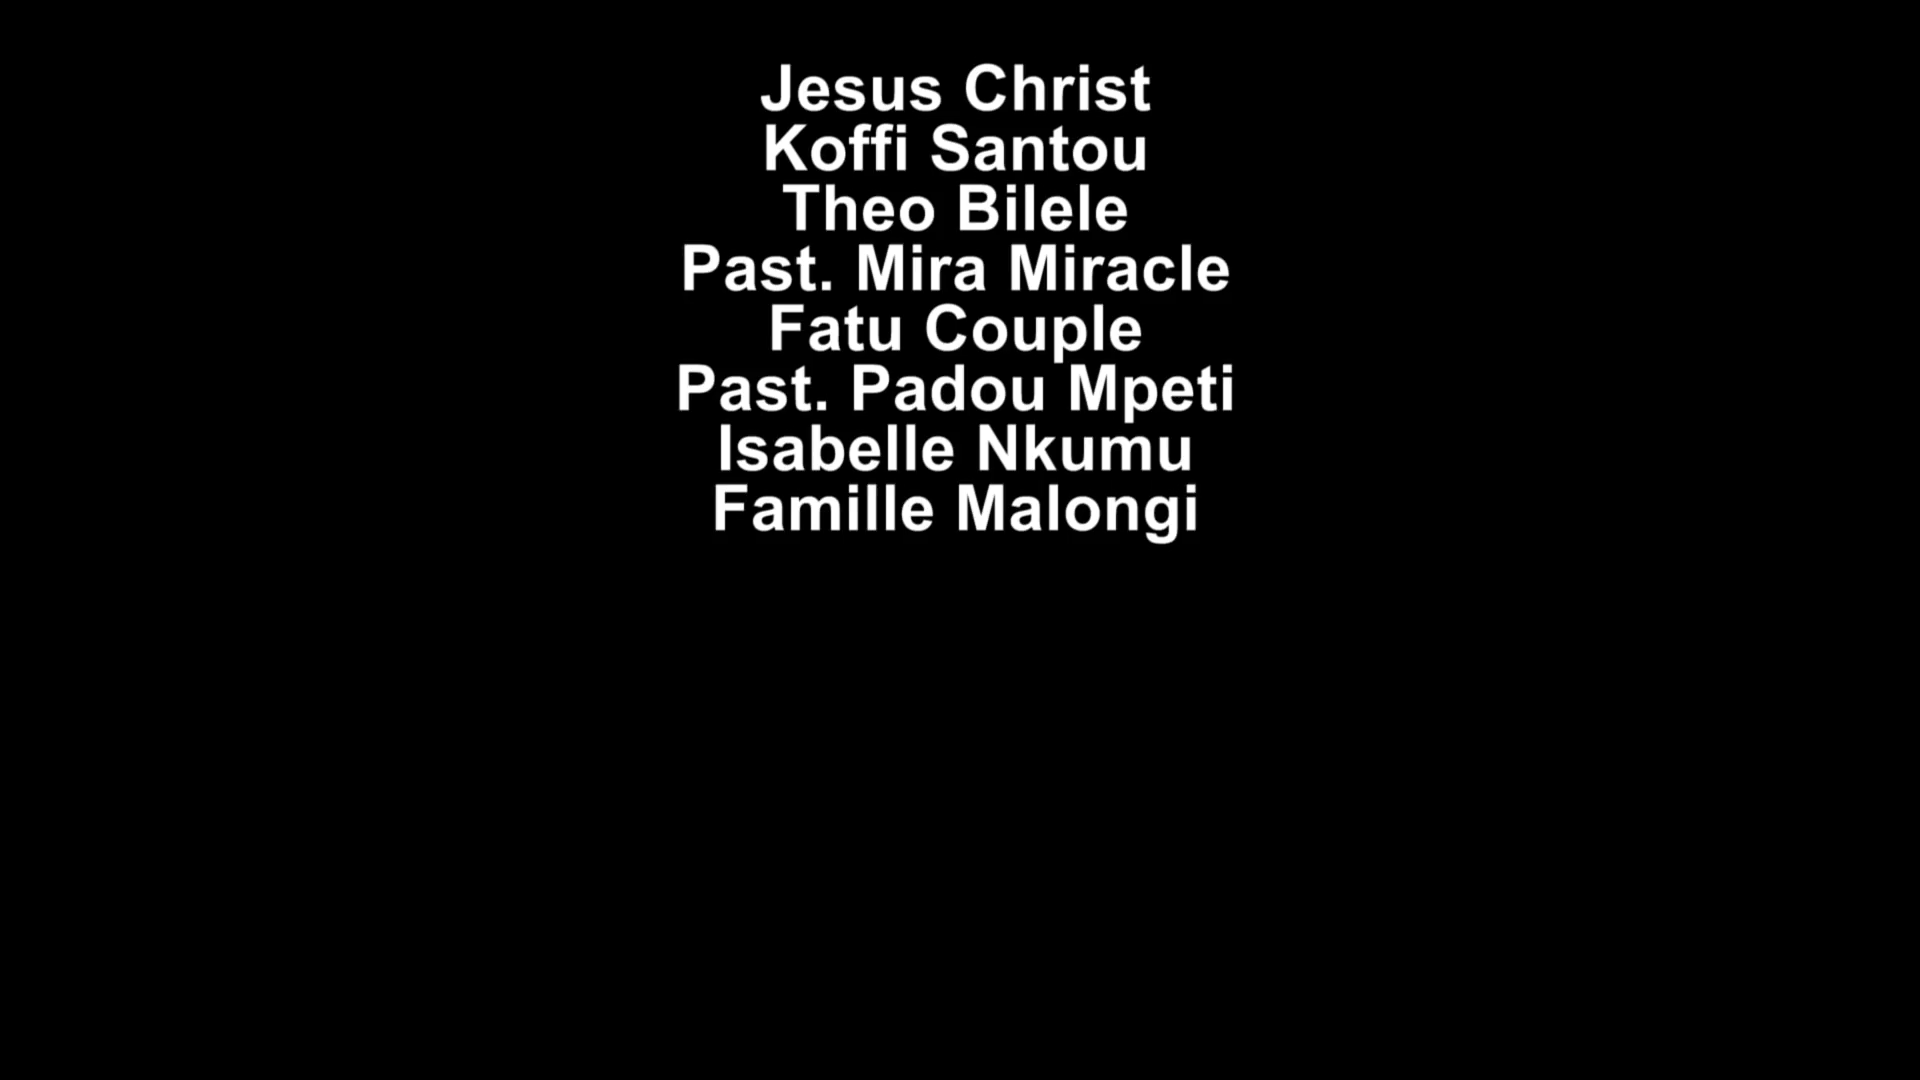 Jesus Christ
Koffi Santou
Theo Bilele
Past. Mira Miracle
Fatu Couple
Past. Padou Mpeti
Isabelle Nkumu
Famille Malongi